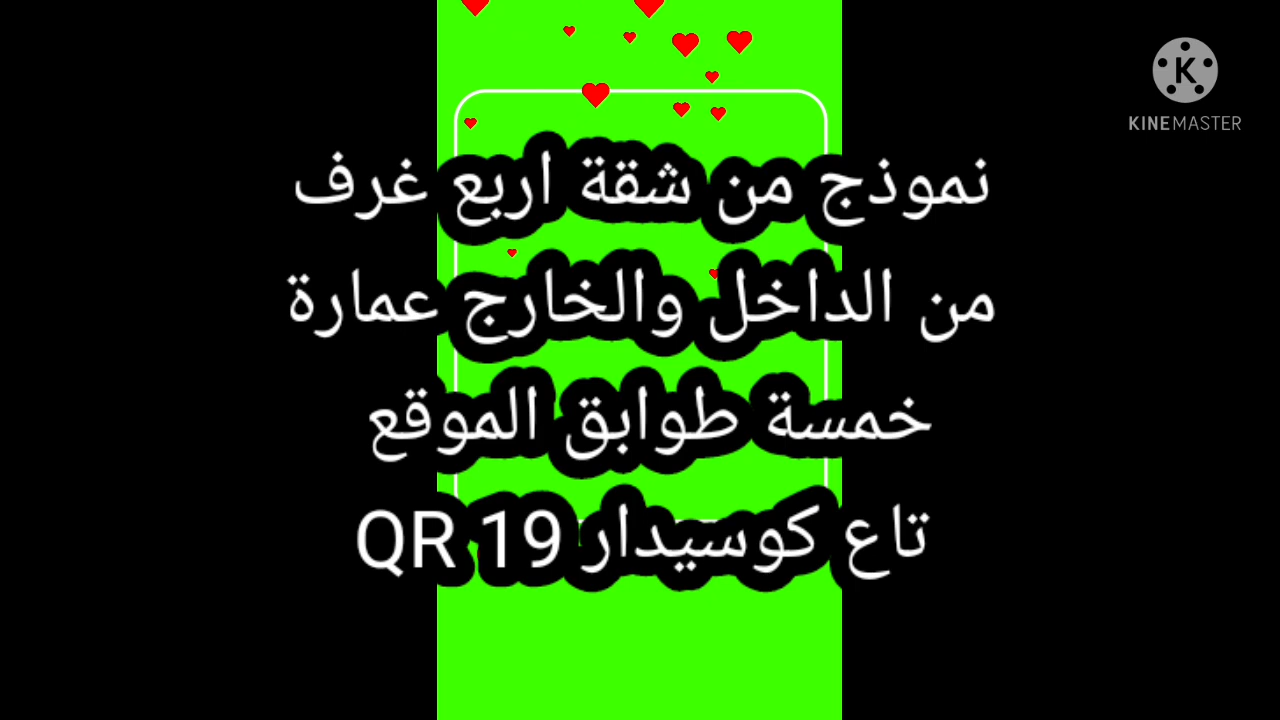 نموذج من شقة اربع غرف
من الداخل والخارج عمارة
خمسة طوابق الموقع
تاع كوسيدار QR 19
K
KINEMASTER